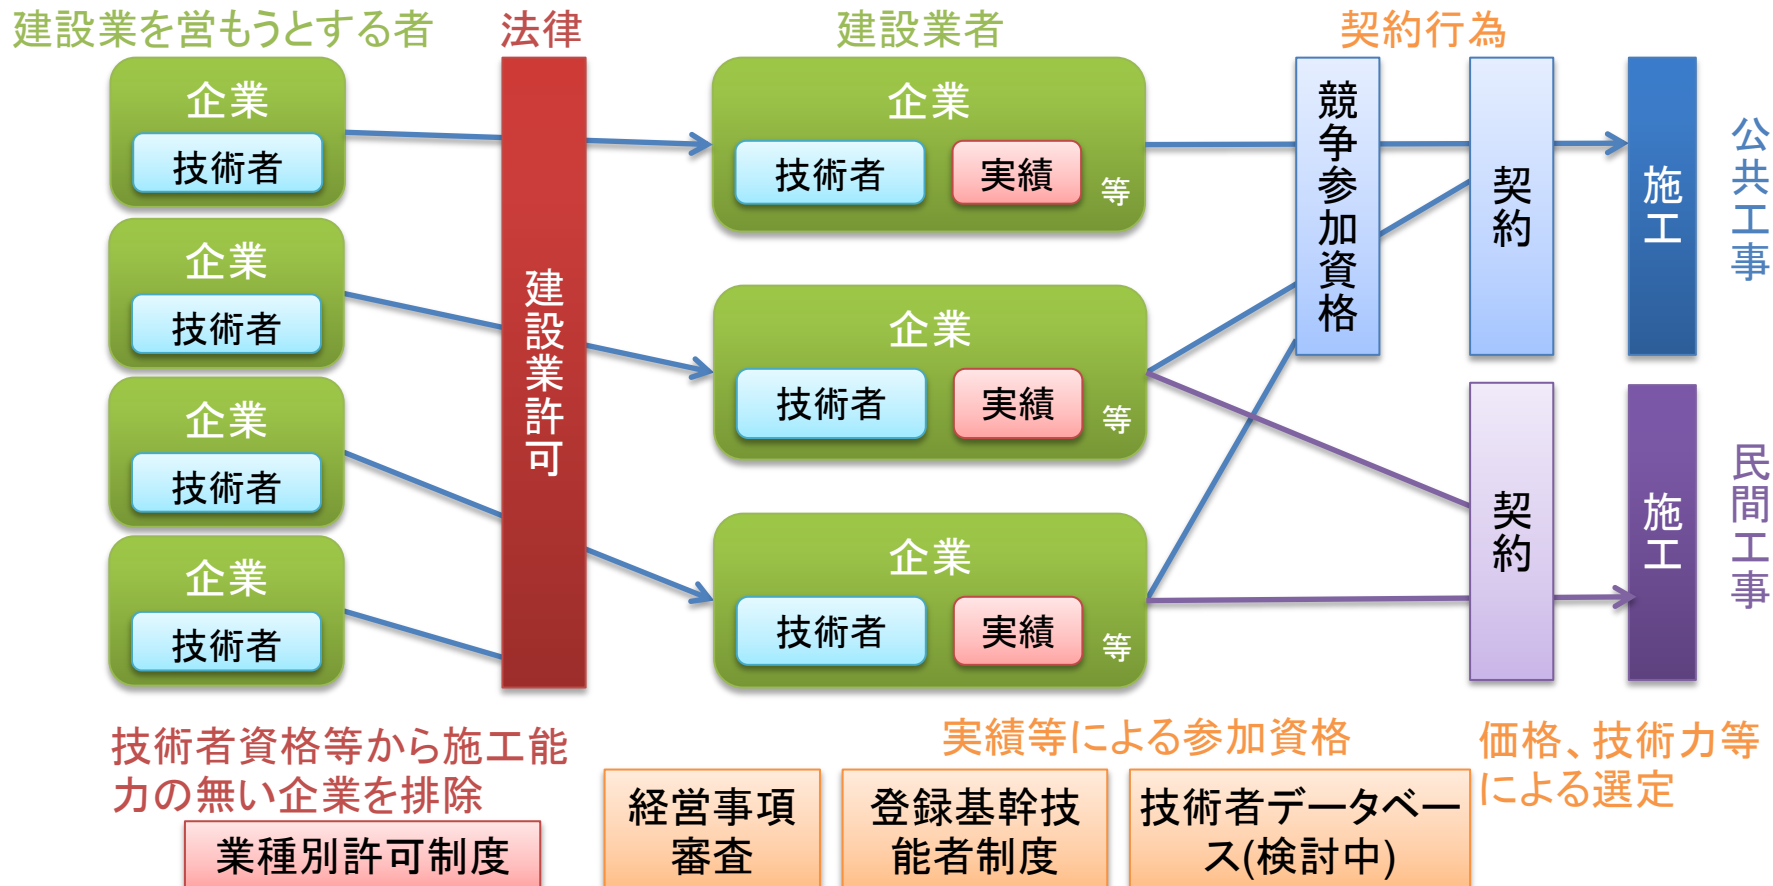 建設業を営もうとする者
法律
建設業者
契約行為
企業
技術者
企業
技術者
企業
技術者
企業
技術者
建設業許可
企業
技術者
実績
等
企業
技術者
実績
等
企業
技術者
実績
等
競争参加資格
契約
施工
公共工事
契約
施工
民間工事
技術者資格等から施工能
力の無い企業を排除
業種別許可制度
実績等による参加資格
経営事項
審査
登録基幹技
能者制度
技術者データベー
ス(検討中)
価格、技術力等
による選定